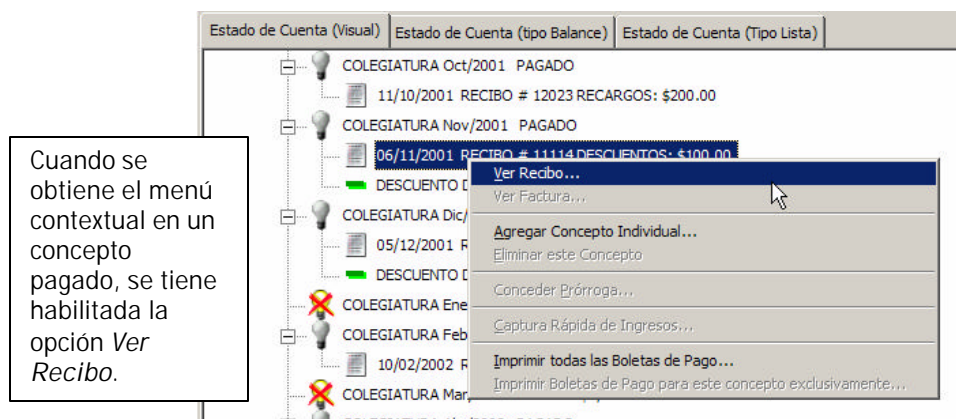 Estado de Cuenta (Visual) Estado de Cuenta (tipo Balance) Estado de Cuenta (Tipo Lista)
COLEGIATURA Oct/2001 PAGADO
11/10/2001 RECIBO # 12023 RECARGOS: $200.00
COLEGIATURA Nov/2001 PAGADO
06/11/2001 RECIBO # 11114 DESCUENTOS: $100.00
DESCUENTO
COLEGIATURA Dic/
05/12/2001
DESCUENTO
COLEGIATURA Ene
COLEGIATURA Feb
10/02/2002
COLEGIATURA Mar
Ver Recibo...
Ver Factura...
Agregar Concepto Individual...
Eliminar este Concepto
Conceder Prórroga...
Captura Rápida de Ingresos...
Imprimir todas las Boletas de Pago...
Imprimir Boletas de Pago para este concepto exclusivamente...
Cuando se
obtiene el menú
contextual en un
concepto
pagado, se tiene
habilitada la
opción Ver
Recibo.